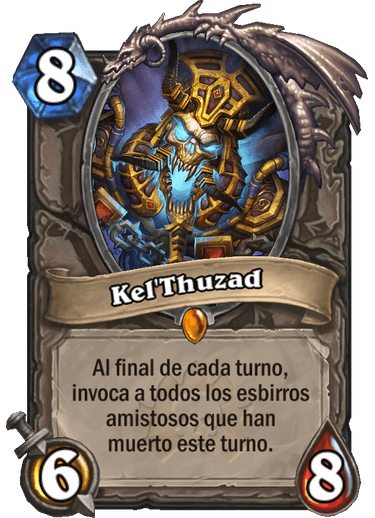 8
Kel'Thuzad
Al final de cada turno,
invoca a todos los esbirros
amistosos que han
muerto este turno.
6
8